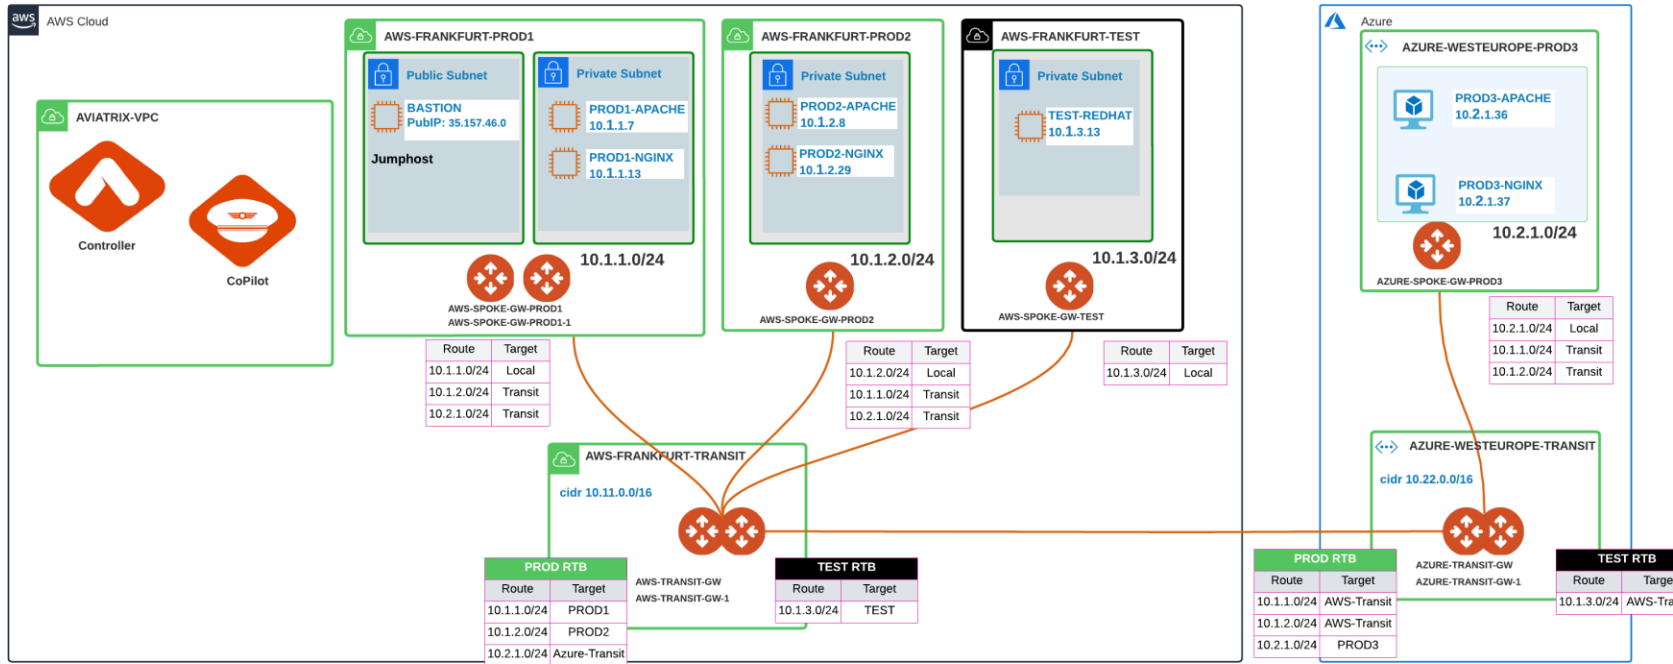 aws
AWS Cloud
AVIATRIX-VPC
Controller
CoPilot
AWS-FRANKFURT-PROD1
Public Subnet
BASTION
PubIP: 35.157.46.0
Jumphost
Private Subnet
PROD1-APACHE
10.1.1.7
PROD1-NGINX
10.1.1.13
10.1.1.0/24
AWS-SPOKE-GW-PROD1
AWS-SPOKE-GW-PROD1-1
Route Target
10.1.1.0/24 Local
10.1.2.0/24 Transit
10.2.1.0/24 Transit
AWS-FRANKFURT-PROD2
Private Subnet
PROD2-APACHE
10.1.2.8
PROD2-NGINX
10.1.2.29
10.1.2.0/24
AWS-SPOKE-GW-PROD2
Route Target
10.1.2.0/24 Local
10.1.1.0/24 Transit
10.2.1.0/24 Transit
AWS-FRANKFURT-TEST
Private Subnet
TEST-REDHAT
10.1.3.13
10.1.3.0/24
AWS-SPOKE-GW-TEST
Route Target
10.1.3.0/24 Local
AWS-FRANKFURT-TRANSIT
cidr 10.11.0.0/16
AWS-TRANSIT-GW
AWS-TRANSIT-GW-1
PROD RTB
Route Target
10.1.1.0/24 PROD1
10.1.2.0/24 PROD2
10.2.1.0/24 Azure-Transit
TEST RTB
Route Target
10.1.3.0/24 TEST
Azure
AZURE-WESTEUROPE-PROD3
PROD3-APACHE
10.2.1.36
PROD3-NGINX
10.2.1.37
10.2.1.0/24
AZURE-SPOKE-GW-PROD3
Route Target
10.2.1.0/24 Local
10.1.1.0/24 Transit
10.1.2.0/24 Transit
AZURE-WESTEUROPE-TRANSIT
cidr 10.22.0.0/16
AZURE-TRANSIT-GW
AZURE-TRANSIT-GW-1
PROD RTB
Route Target
10.1.1.0/24 AWS-Transit
10.1.2.0/24 AWS-Transit
10.2.1.0/24 PROD3
TEST RTB
Route Targe
10.1.3.0/24 AWS-Tra